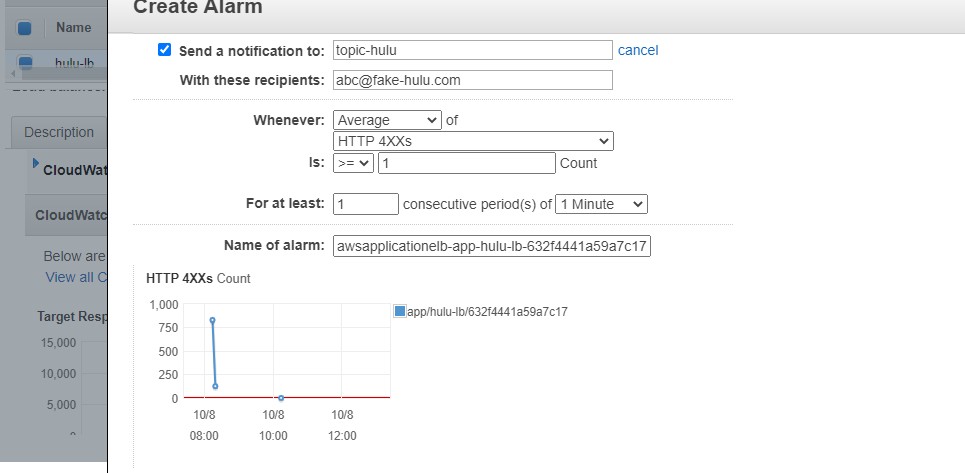 Create Alarm
Name
hulu-lb
Description
CloudWat
CloudWatc
Below are
View all C
Target Resp
15,000
10,000
5,000
Send a notification to: topic-hulu cancel
With these recipients: abc@fake-hulu.com
Whenever: Average of
HTTP 4XXs
Is: >= 1 Count
For at least: 1 consecutive period(s) of 1 Minute
Name of alarm: awsapplicationelb-app-hulu-lb-632f4441a59a7c17
HTTP 4XXs Count
1,000
750
500
250
0
10/8 10/8 10/8
08:00 10:00 12:00
app/hulu-lb/632f4441a59a7c17